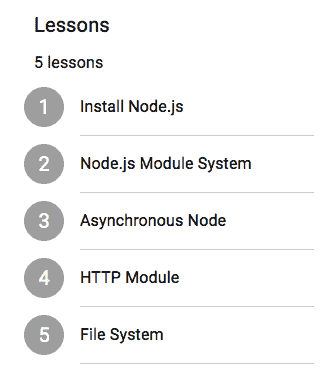 Lessons
5 lessons
1 Install Node.js
2 Node.js Module System
3 Asynchronous Node
4 HTTP Module
5 File System